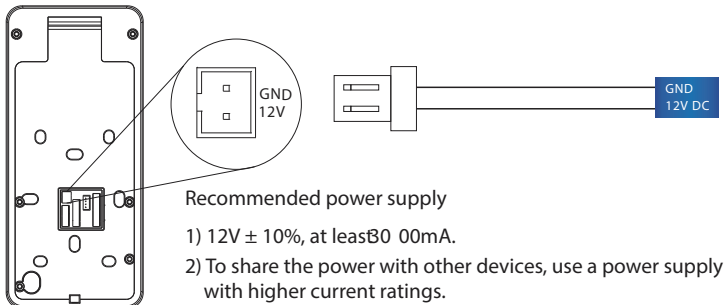 GND
12V
GND
12V DC
Recommended power supply
1) 12V ± 10%, at least30 00mA.
2) To share the power with other devices, use a power supply
with higher current ratings.